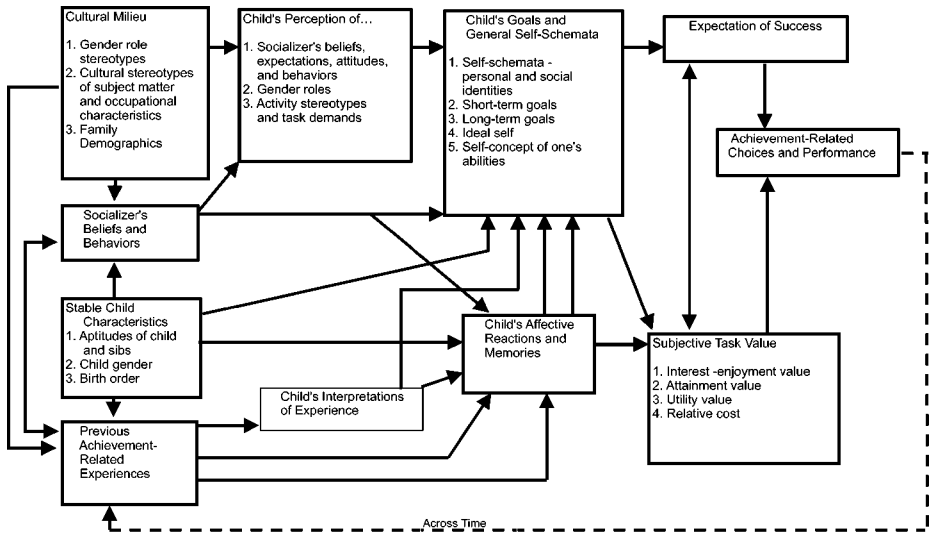 Cultural Milieu
1. Gender role
stereotypes
2. Cultural stereotypes
of subject matter
and occupational
characteristics
3. Family
Demographics
Child's Perception of...
1. Socializer's beliefs,
expectations, attitudes,
and behaviors
2. Gender roles
3. Activity stereotypes
and task demands
Child's Goals and
General Self-Schemata
1. Self-schemata -
personal and social
identities
2. Short-term goals
3. Long-term goals
4. Ideal self
5. Self-concept of one's
abilities
Expectation of Success
Achievement-Related
Choices and Performance
Socializer's
Beliefs and
Behaviors
Stable Child
Characteristics
1. Aptitudes of child
and sibs
2. Child gender
3. Birth order
Child's Affective
Reactions and
Memories
Subjective Task Value
1. Interest -enjoyment value
2. Attainment value
3. Utility value
4. Relative cost
Child's Interpretations
of Experience
Previous
Achievement-
Related
Experiences
Across Time